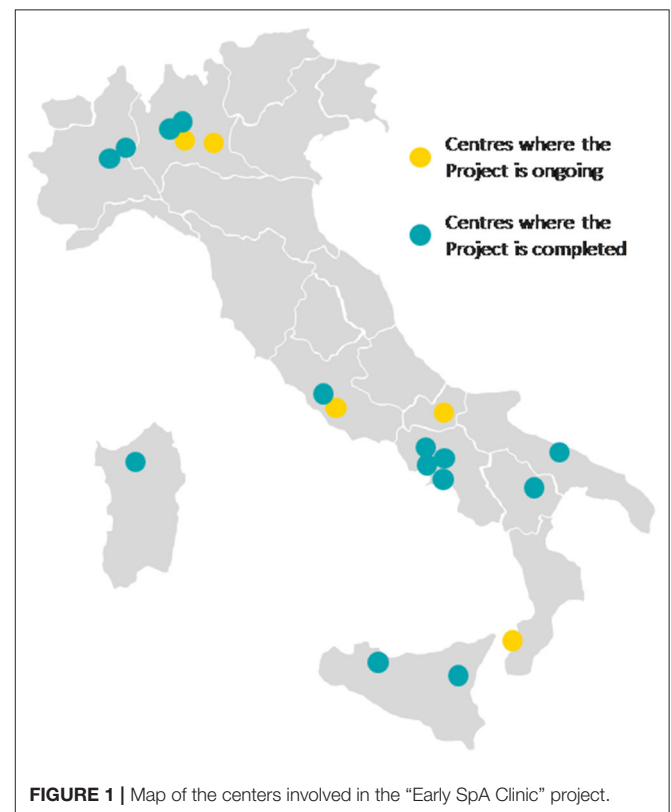 Centres where the
Project is ongoing
Centres where the
Project is completed
FIGURE 1 | Map of the centers involved in the “Early SpA Clinic” project.